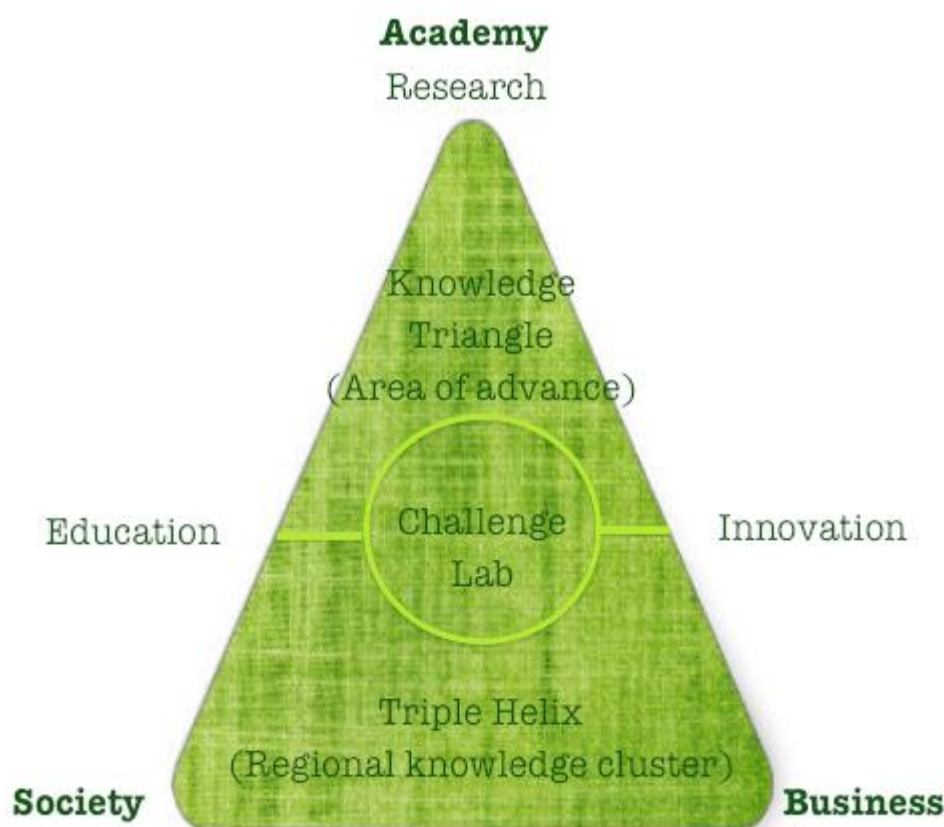 Academy
Research
Knowledge
Triangle
(Area of advance)
Education
Challenge
Lab
Innovation
Triple Helix
(Regional knowledge cluster)
Society
Business